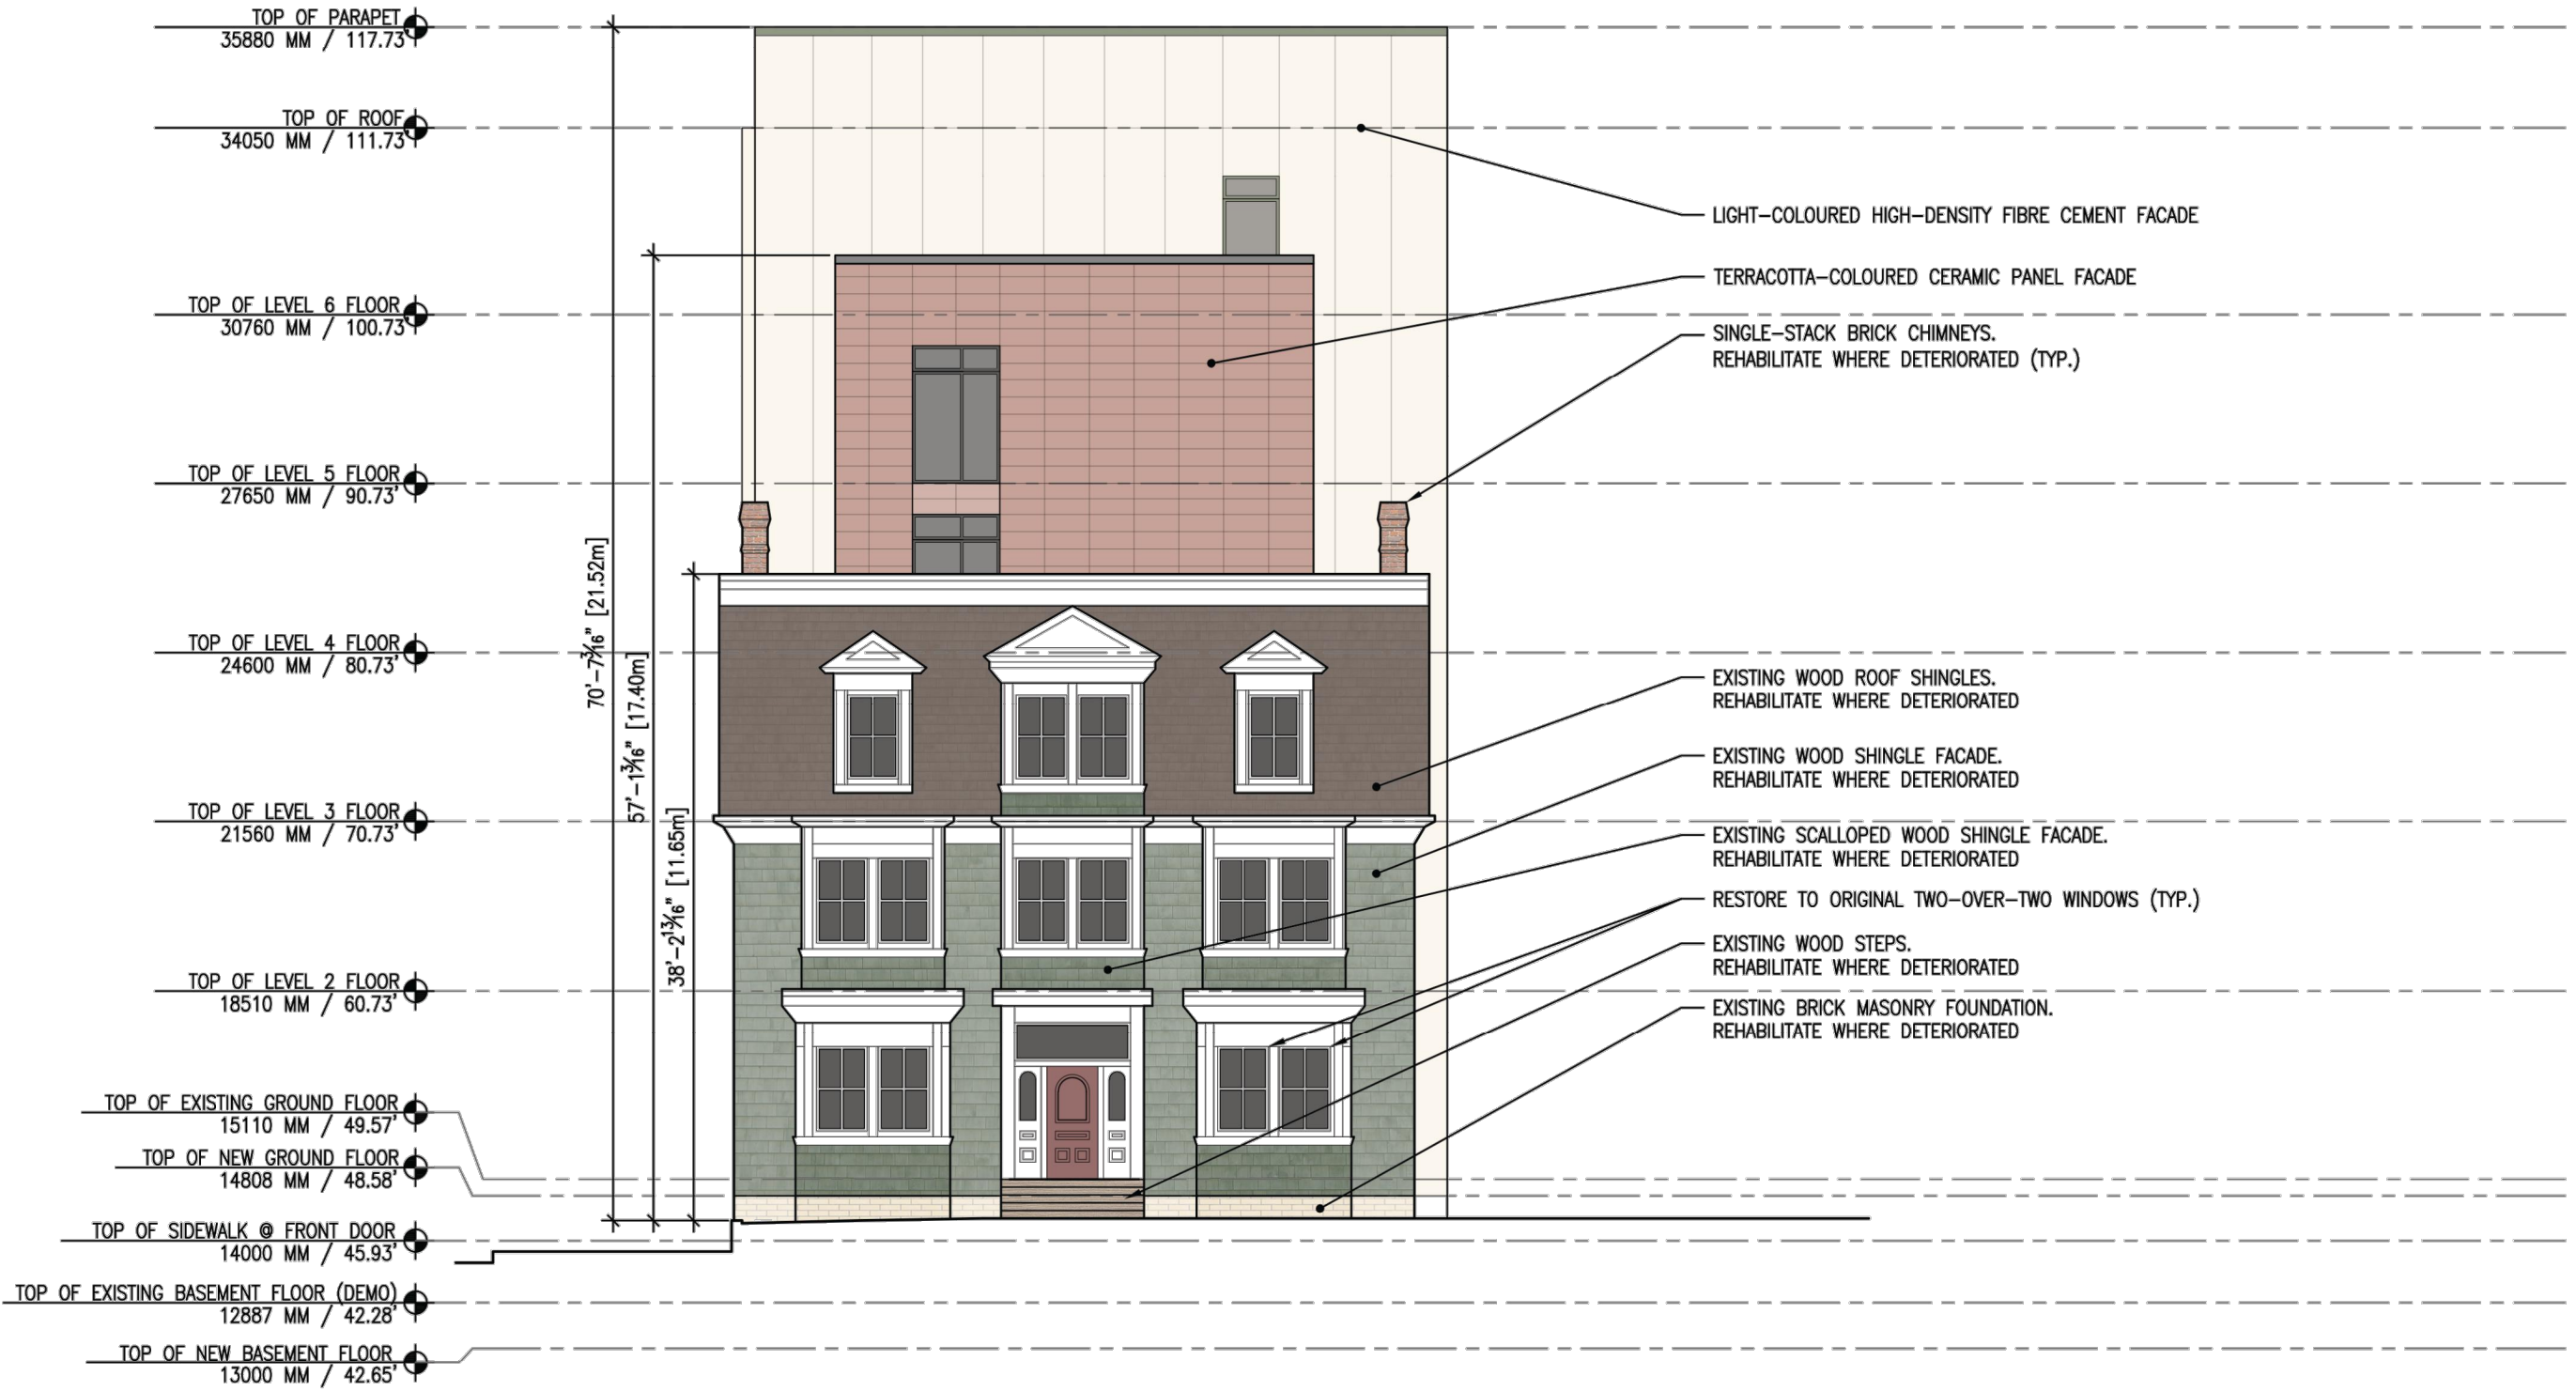 TOP OF PARAPET
35880 MM / 117.73'
TOP OF ROOF
34050 MM / 111.73'
TOP OF LEVEL 6 FLOOR
30760 MM / 100.73'
TOP OF LEVEL 5 FLOOR
27650 MM / 90.73'
TOP OF LEVEL 4 FLOOR
24600 MM / 80.73'
TOP OF LEVEL 3 FLOOR
21560 MM / 70.73'
TOP OF LEVEL 2 FLOOR
18510 MM / 60.73'
TOP OF EXISTING GROUND FLOOR
15110 MM / 49.57'
TOP OF NEW GROUND FLOOR
14808 MM / 48.58'
TOP OF SIDEWALK @ FRONT DOOR
14000 MM / 45.93'
TOP OF EXISTING BASEMENT FLOOR (DEMO)
12887 MM / 42.28'
TOP OF NEW BASEMENT FLOOR
13000 MM / 42.65'
70'-7 3/16" [21.52m]
57'-1 3/16" [17.40m]
38'-2 13/16" [11.65m]
LIGHT-COLOURED HIGH-DENSITY FIBRE CEMENT FACADE
TERRACOTTA-COLOURED CERAMIC PANEL FACADE
SINGLE-STACK BRICK CHIMNEYS.
REHABILITATE WHERE DETERIORATED (TYP.)
EXISTING WOOD ROOF SHINGLES.
REHABILITATE WHERE DETERIORATED
EXISTING WOOD SHINGLE FACADE.
REHABILITATE WHERE DETERIORATED
EXISTING SCALLOPED WOOD SHINGLE FACADE.
REHABILITATE WHERE DETERIORATED
RESTORE TO ORIGINAL TWO-OVER-TWO WINDOWS (TYP.)
EXISTING WOOD STEPS.
REHABILITATE WHERE DETERIORATED
EXISTING BRICK MASONRY FOUNDATION.
REHABILITATE WHERE DETERIORATED